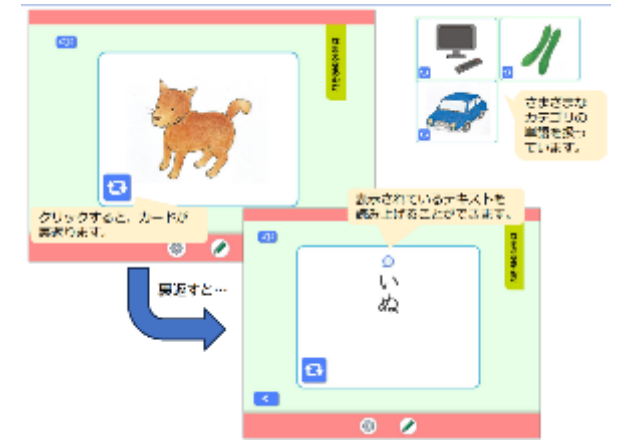 さまざまな
カテゴリの
単語を扱っ
ています。
クリックすると、カードが
裏返ります。
表示されているテキストを
読み上げることができます。
裏返すと…
いぬ